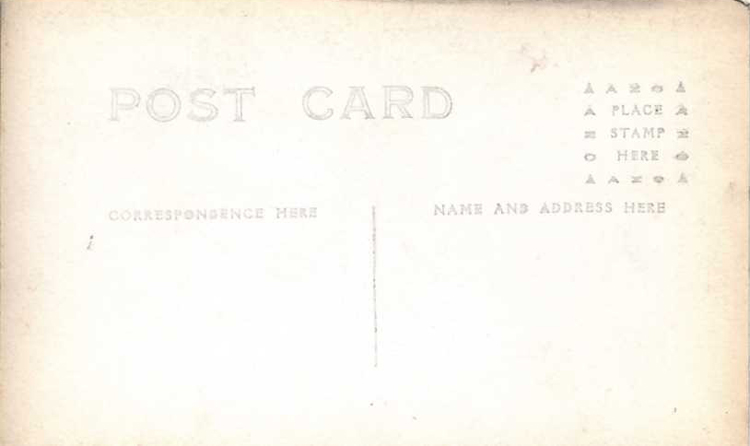 POST CARD
PLACE
STAMP
HERE
CORRESPONDENCE HERE
NAME AND ADDRESS HERE